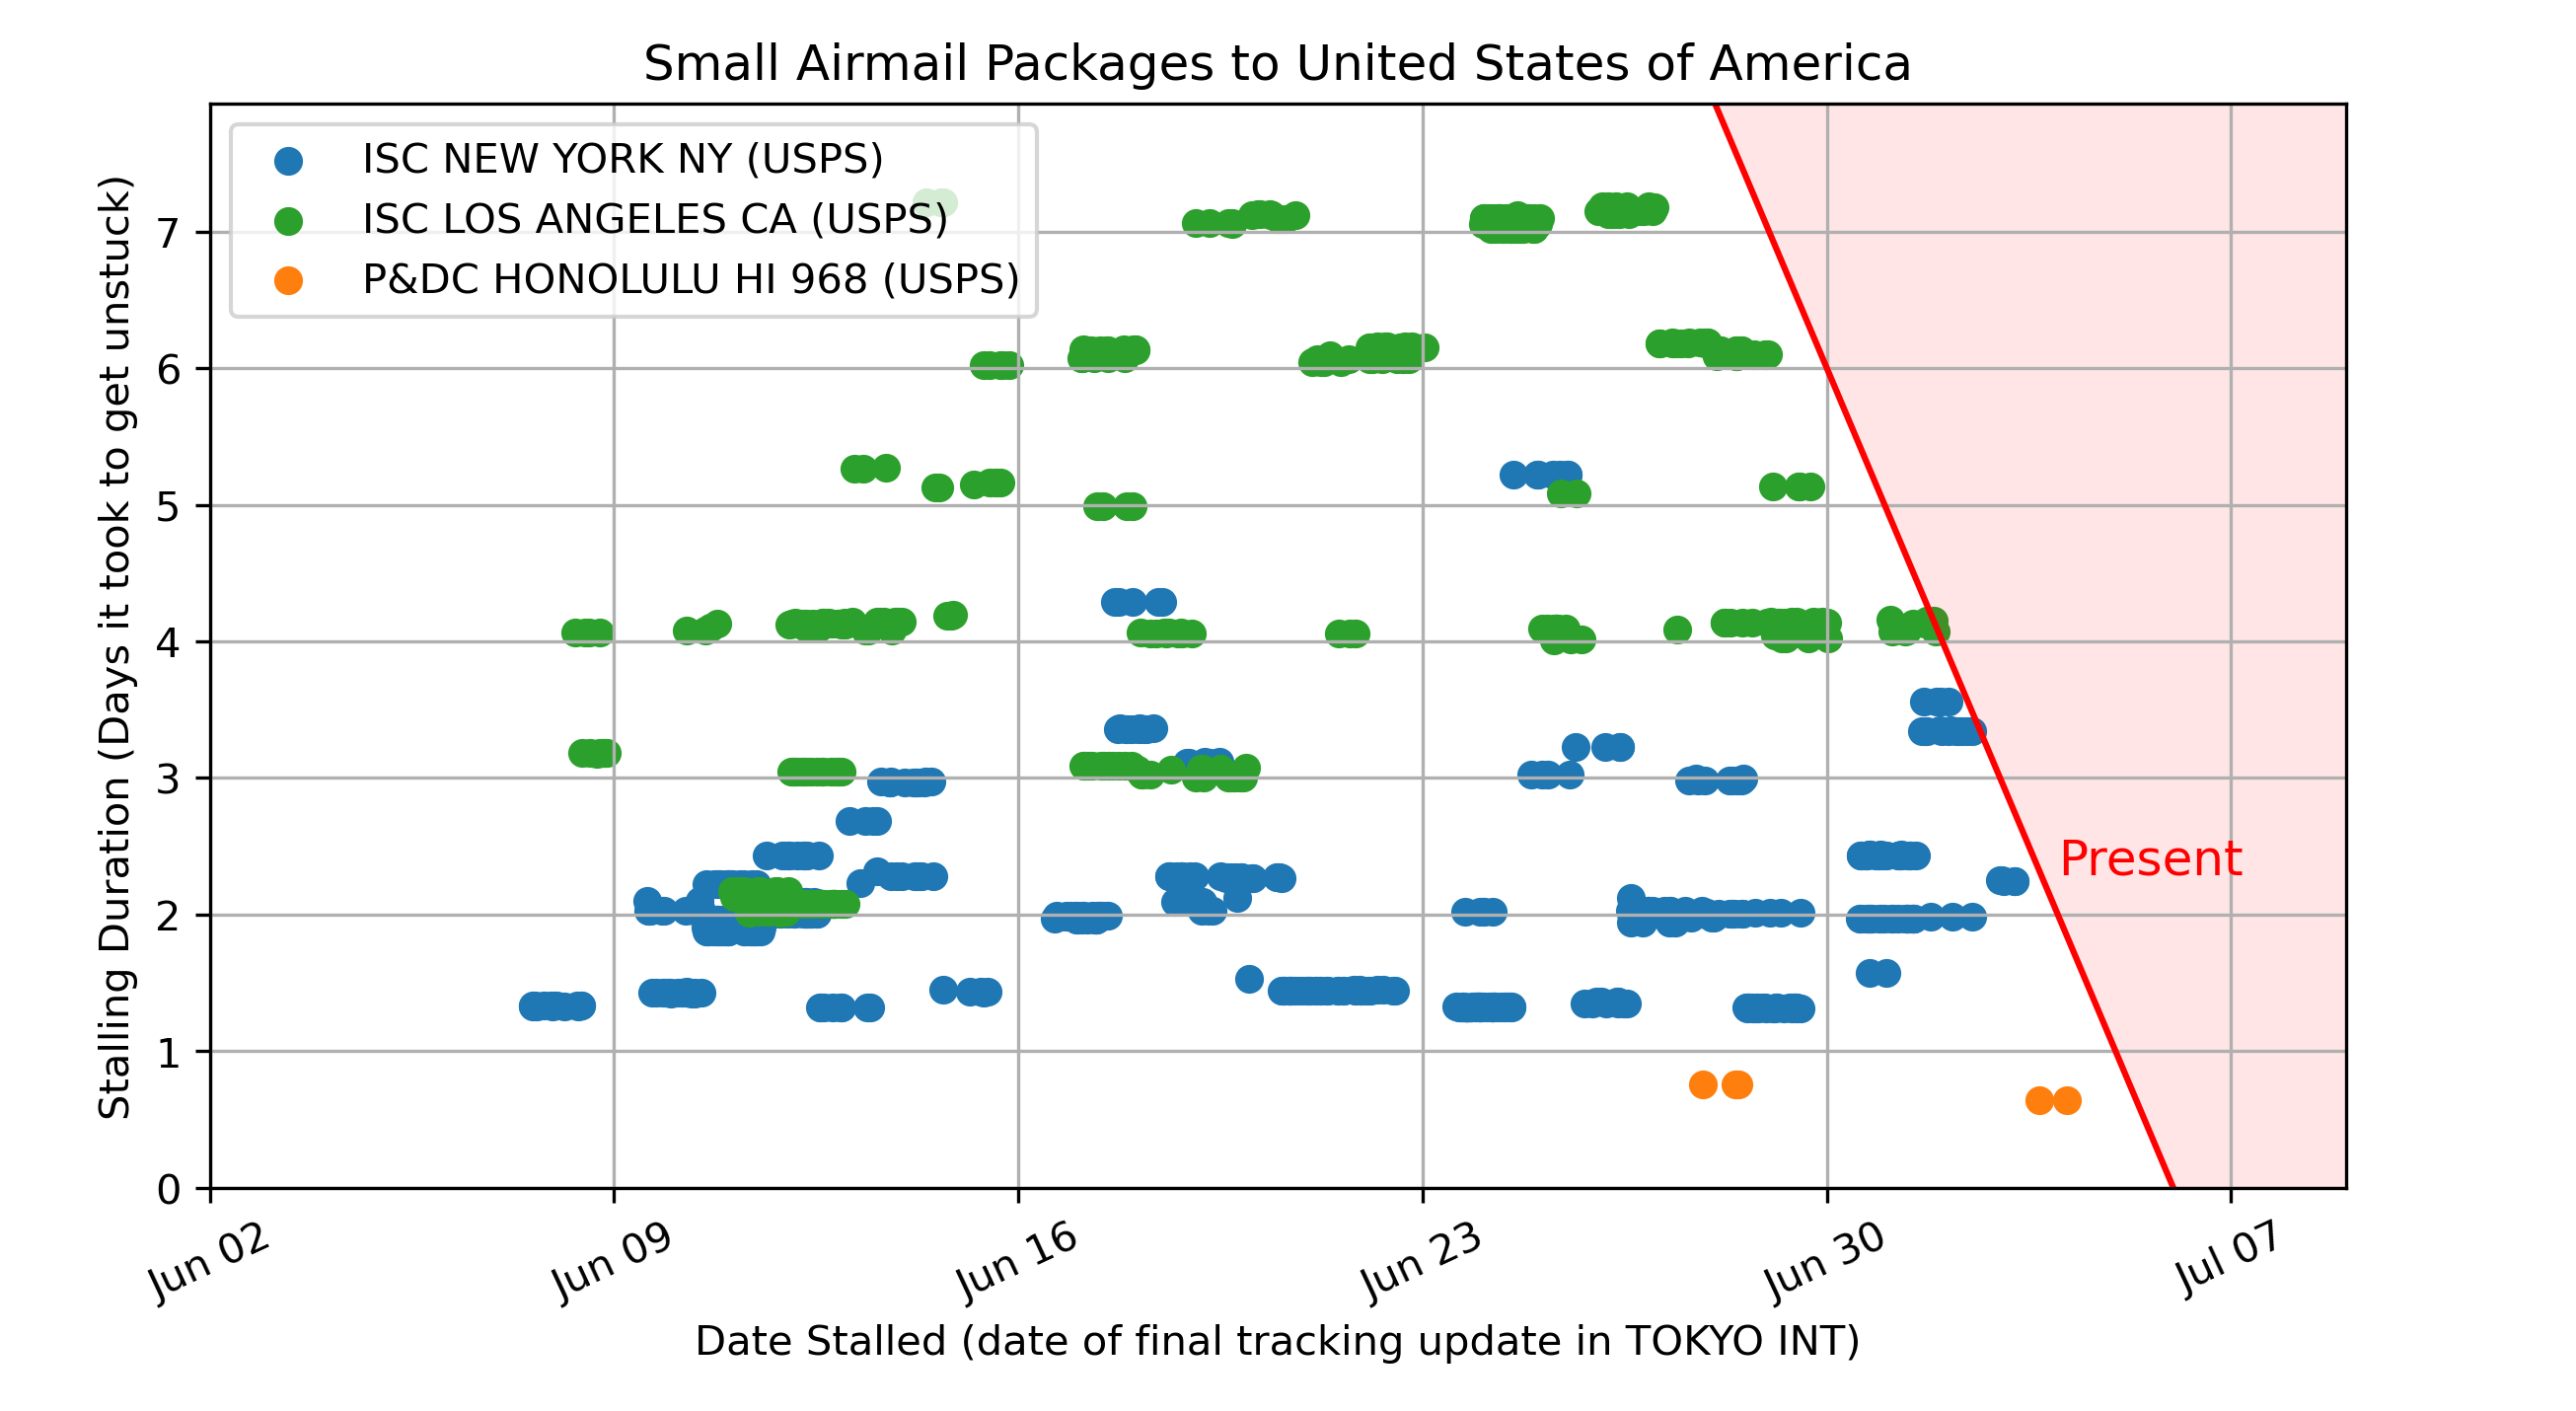 Small Airmail Packages to United States of America
ISC NEW YORK NY (USPS)
ISC LOS ANGELES CA (USPS)
P&DC HONOLULU HI 968 (USPS)
Stalling Duration (Days it took to get unstuck)
7
6
5
4
3
2
1
0
Present
Jun 02
Jun 09
Jun 16
Jun 23
Jun 30
Jul 07
Date Stalled (date of final tracking update in TOKYO INT)